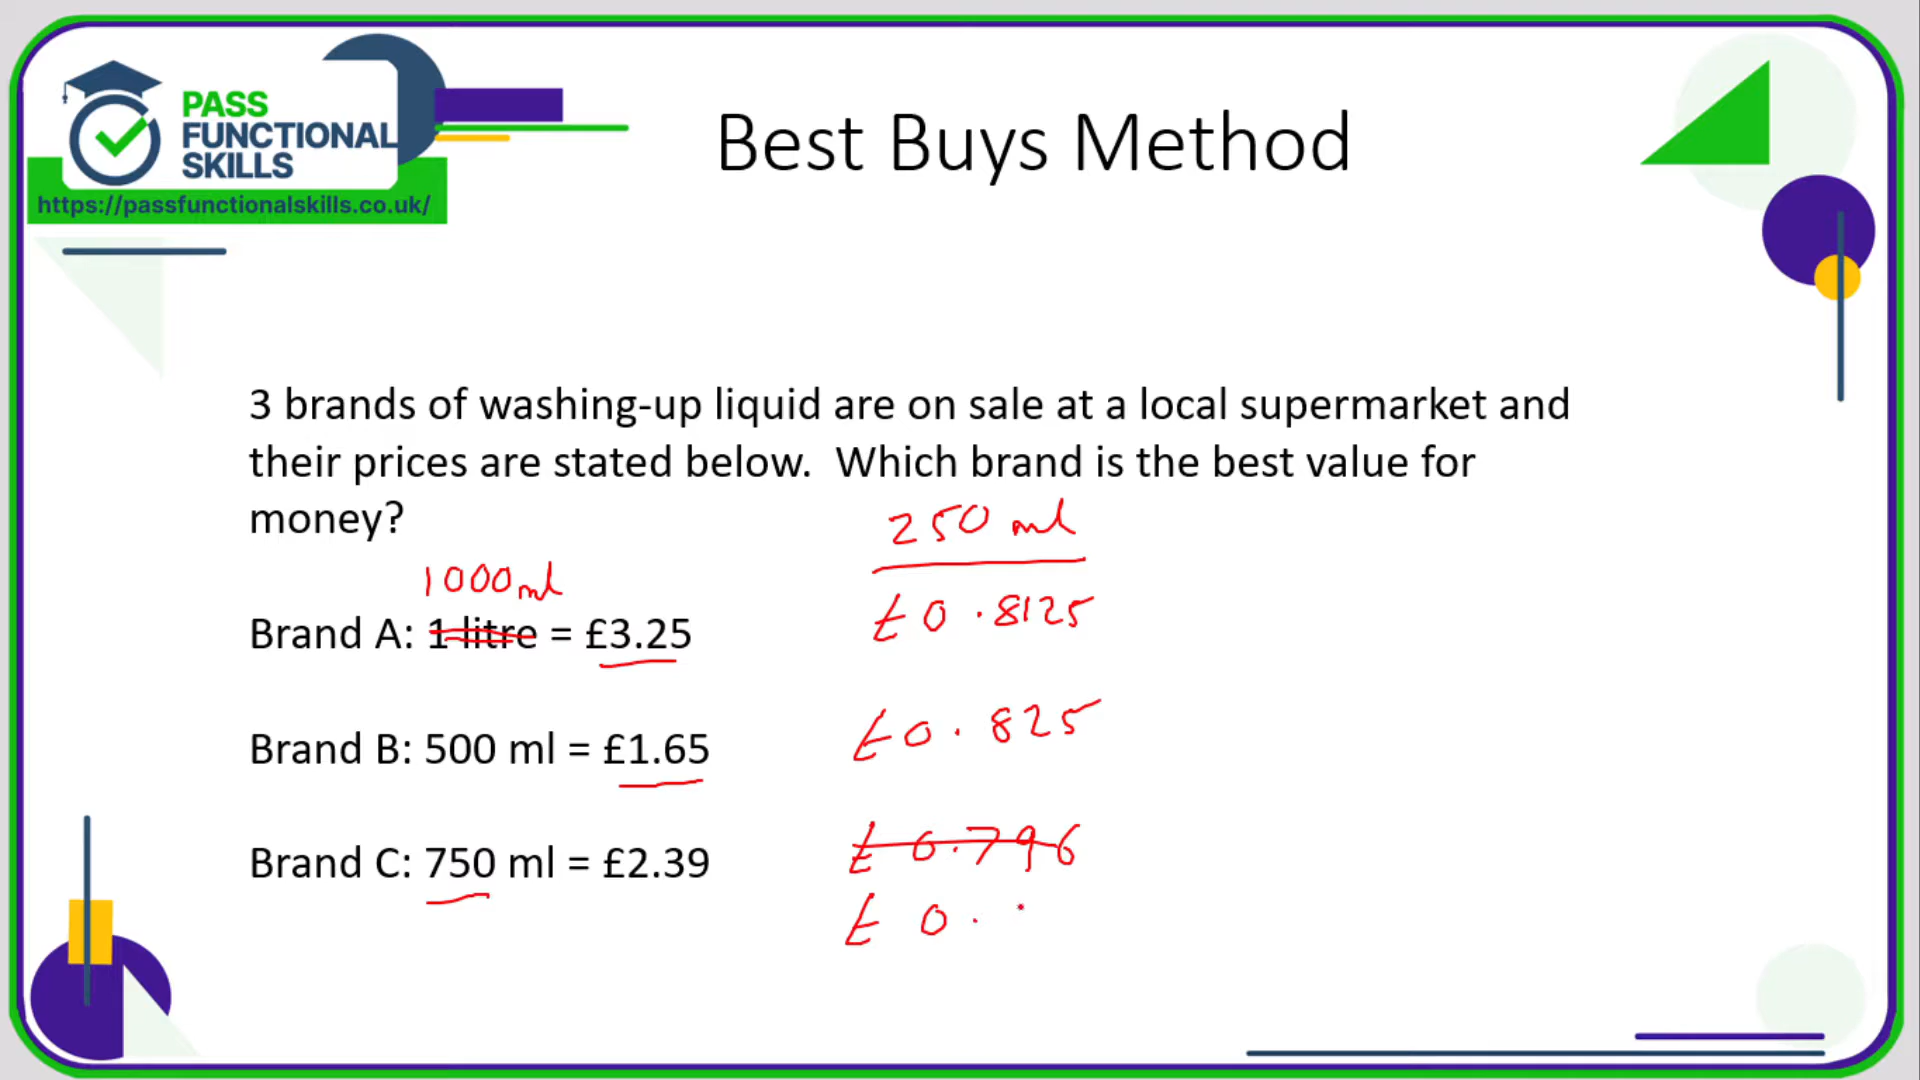 PASS
FUNCTIONAL
SKILLS
https://passfunctionalskills.co.uk/
Best Buys Method
3 brands of washing-up liquid are on sale at a local supermarket and
their prices are stated below. Which brand is the best value for
money?
250 ml
1000ml
Brand A: 1 litre = £3.25
£0.8125
Brand B: 500 ml = £1.65
£0.825
Brand C: 750 ml = £2.39
£0.796
£0.